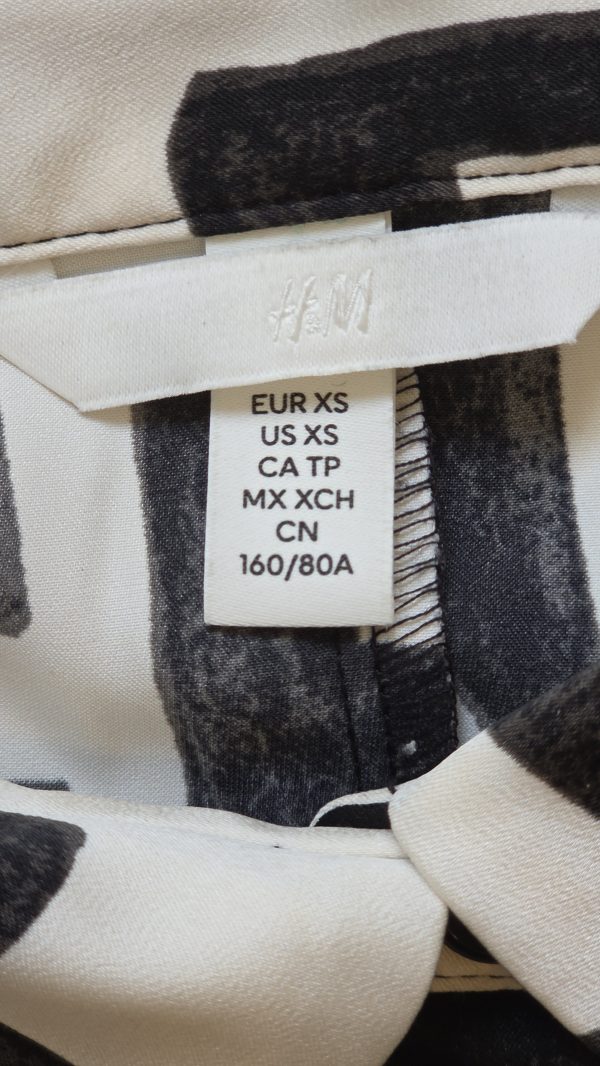 H&M
EUR XS
US XS
CA TP
MX XCH
CN
160/80A